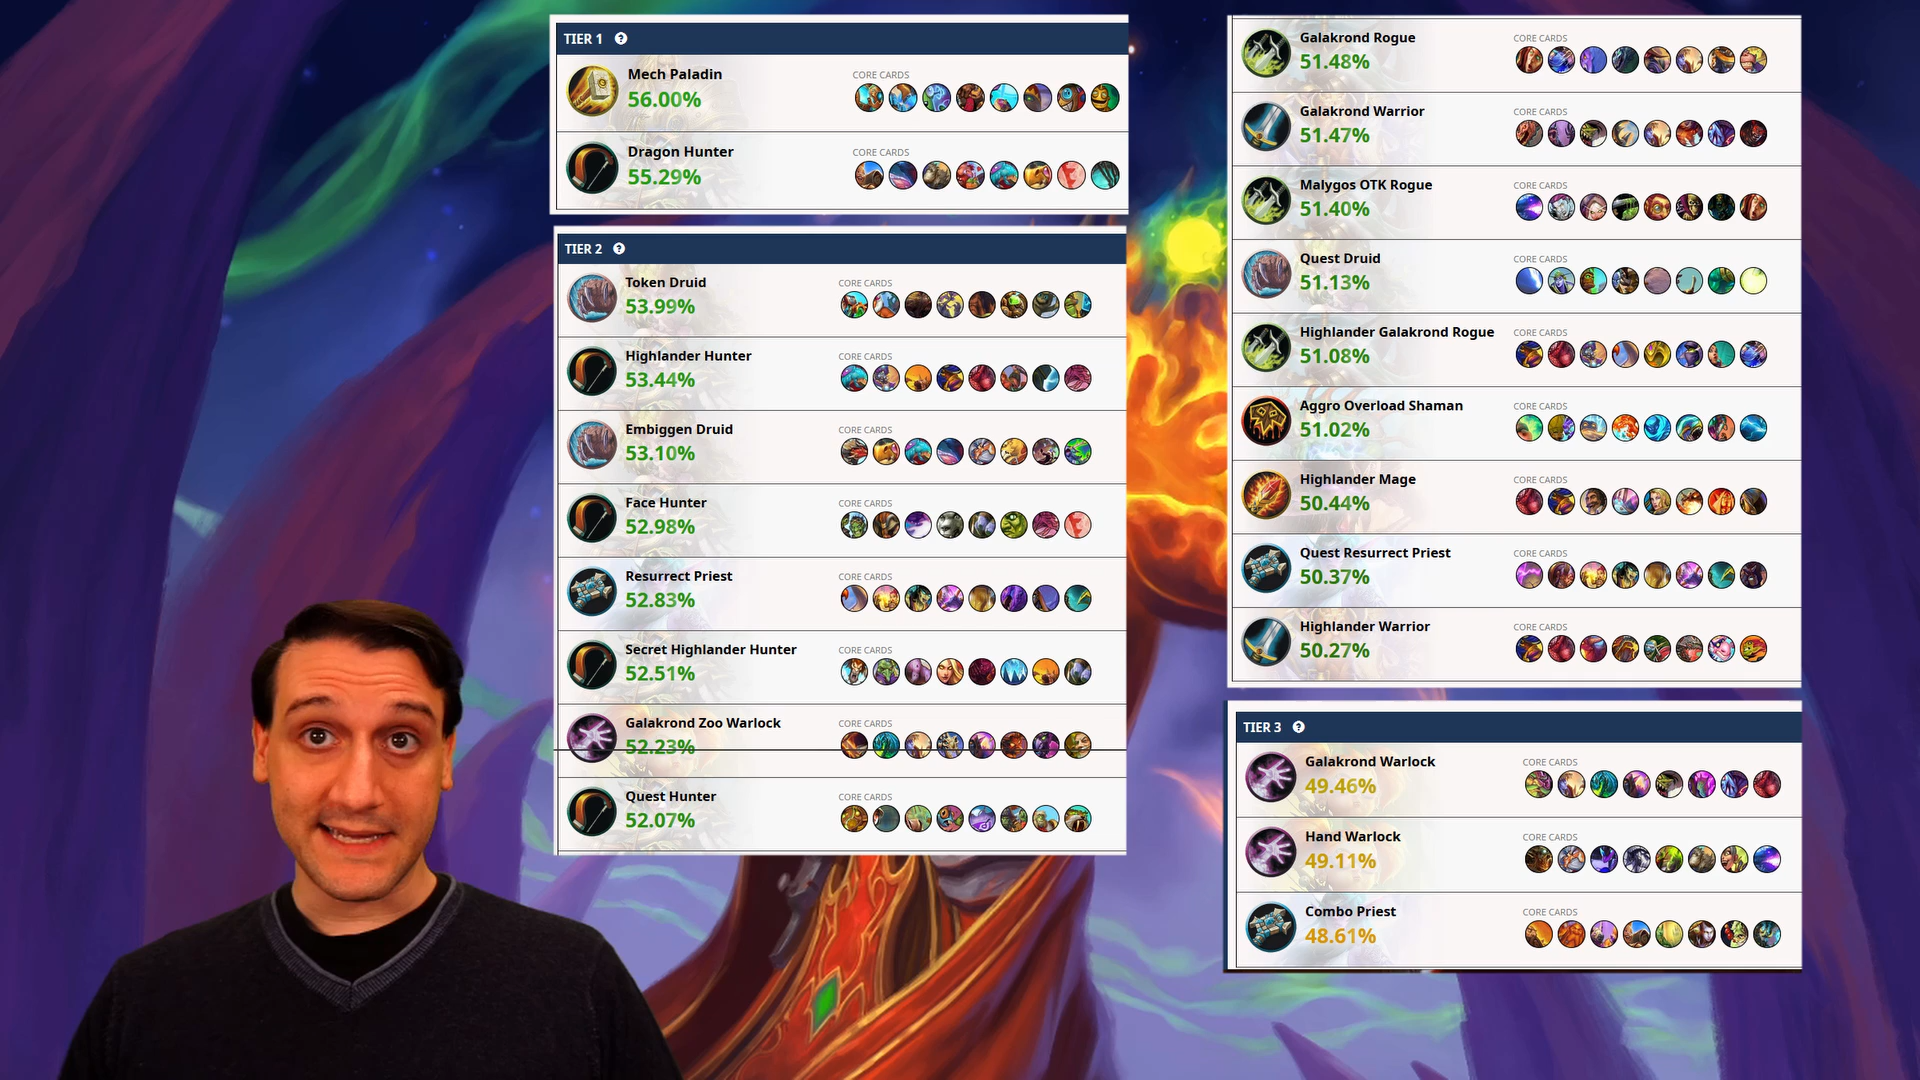 TIER 1
Mech Paladin
56.00%
CORE CARDS
Dragon Hunter
55.29%
CORE CARDS
TIER 2
Token Druid
53.99%
CORE CARDS
Highlander Hunter
53.44%
CORE CARDS
Embiggen Druid
53.10%
CORE CARDS
Face Hunter
52.98%
CORE CARDS
Resurrect Priest
52.83%
CORE CARDS
Secret Highlander Hunter
52.51%
CORE CARDS
Galakrond Zoo Warlock
52.23%
CORE CARDS
Quest Hunter
52.07%
CORE CARDS
Galakrond Rogue
51.48%
CORE CARDS
Galakrond Warrior
51.47%
CORE CARDS
Malygos OTK Rogue
51.40%
CORE CARDS
Quest Druid
51.13%
CORE CARDS
Highlander Galakrond Rogue
51.08%
CORE CARDS
Aggro Overload Shaman
51.02%
CORE CARDS
Highlander Mage
50.44%
CORE CARDS
Quest Resurrect Priest
50.37%
CORE CARDS
Highlander Warrior
50.27%
CORE CARDS
TIER 3
Galakrond Warlock
49.46%
CORE CARDS
Hand Warlock
49.11%
CORE CARDS
Combo Priest
48.61%
CORE CARDS